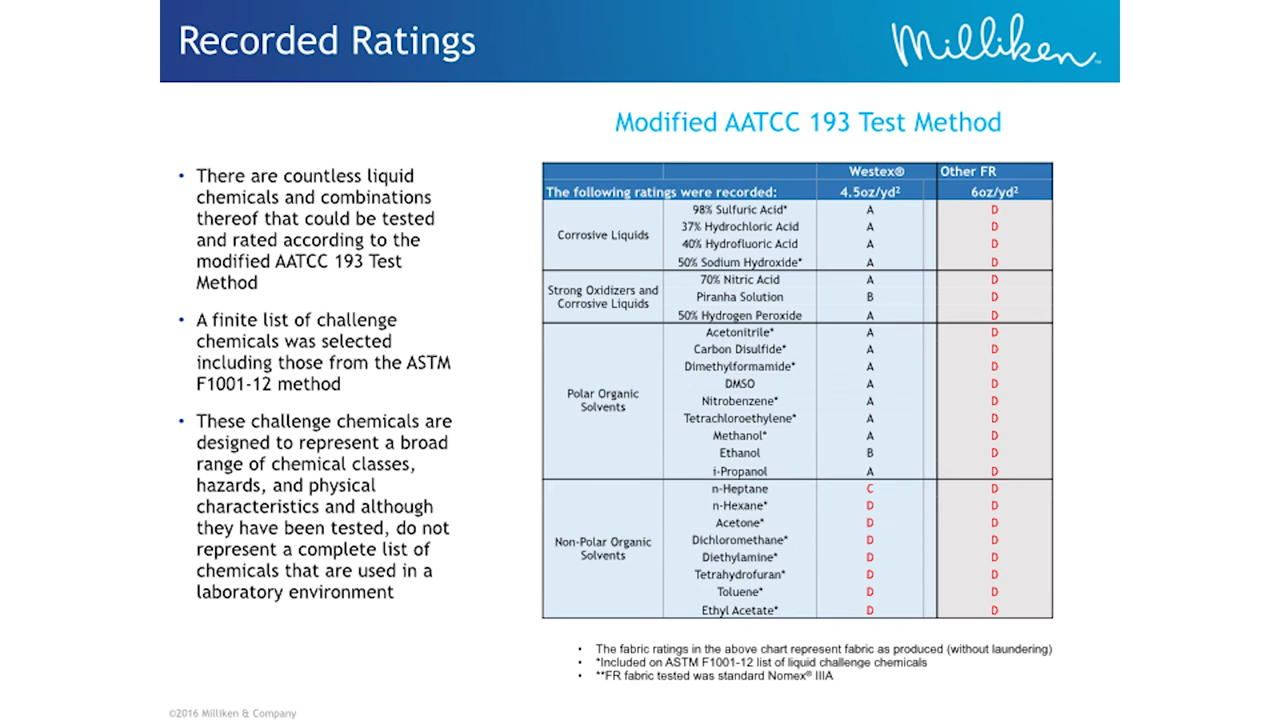 Recorded Ratings
Milliken™
Modified AATCC 193 Test Method
• There are countless liquid
chemicals and combinations
thereof that could be tested
and rated according to the
modified AATCC 193 Test
Method
• A finite list of challenge
chemicals was selected
including those from the ASTM
F1001-12 method
• These challenge chemicals are
designed to represent a broad
range of chemical classes,
hazards, and physical
characteristics and although
they have been tested, do not
represent a complete list of
chemicals that are used in a
laboratory environment
Westex® Other FR
The following ratings were recorded: 4.5oz/yd² 6oz/yd²
Corrosive Liquids
98% Sulfuric Acid* A D
37% Hydrochloric Acid A D
40% Hydrofluoric Acid A D
50% Sodium Hydroxide* A D
Strong Oxidizers and
Corrosive Liquids
70% Nitric Acid A D
Piranha Solution B D
50% Hydrogen Peroxide A D
Polar Organic
Solvents
Acetonitrile* A D
Carbon Disulfide* A D
Dimethylformamide* A D
DMSO A D
Nitrobenzene* A D
Tetrachloroethylene* A D
Methanol* A D
Ethanol B D
i-Propanol A D
Non-Polar Organic
Solvents
n-Heptane C D
n-Hexane* D D
Acetone* D D
Dichloromethane* D D
Diethylamine* D D
Tetrahydrofuran* D D
Toluene* D D
Ethyl Acetate* D D
• The fabric ratings in the above chart represent fabric as produced (without laundering)
• *Included on ASTM F1001-12 list of liquid challenge chemicals
• **FR fabric tested was standard Nomex® IIIA
©2016 Milliken & Company